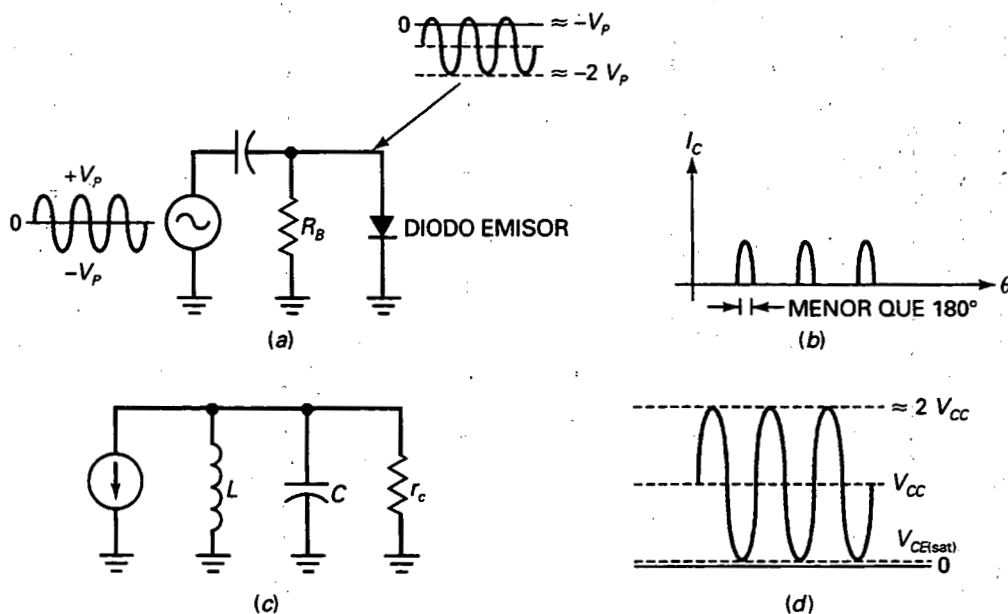 0
≈ −V_P
≈ −2 V_P
+V_P
0
−V_P
R_B
DIODO EMISOR
(a)
I_C
θ
MENOR QUE 180°
(b)
L
C
r_c
(c)
≈ 2 V_CC
V_CC
V_CE(sat)
0
(d)